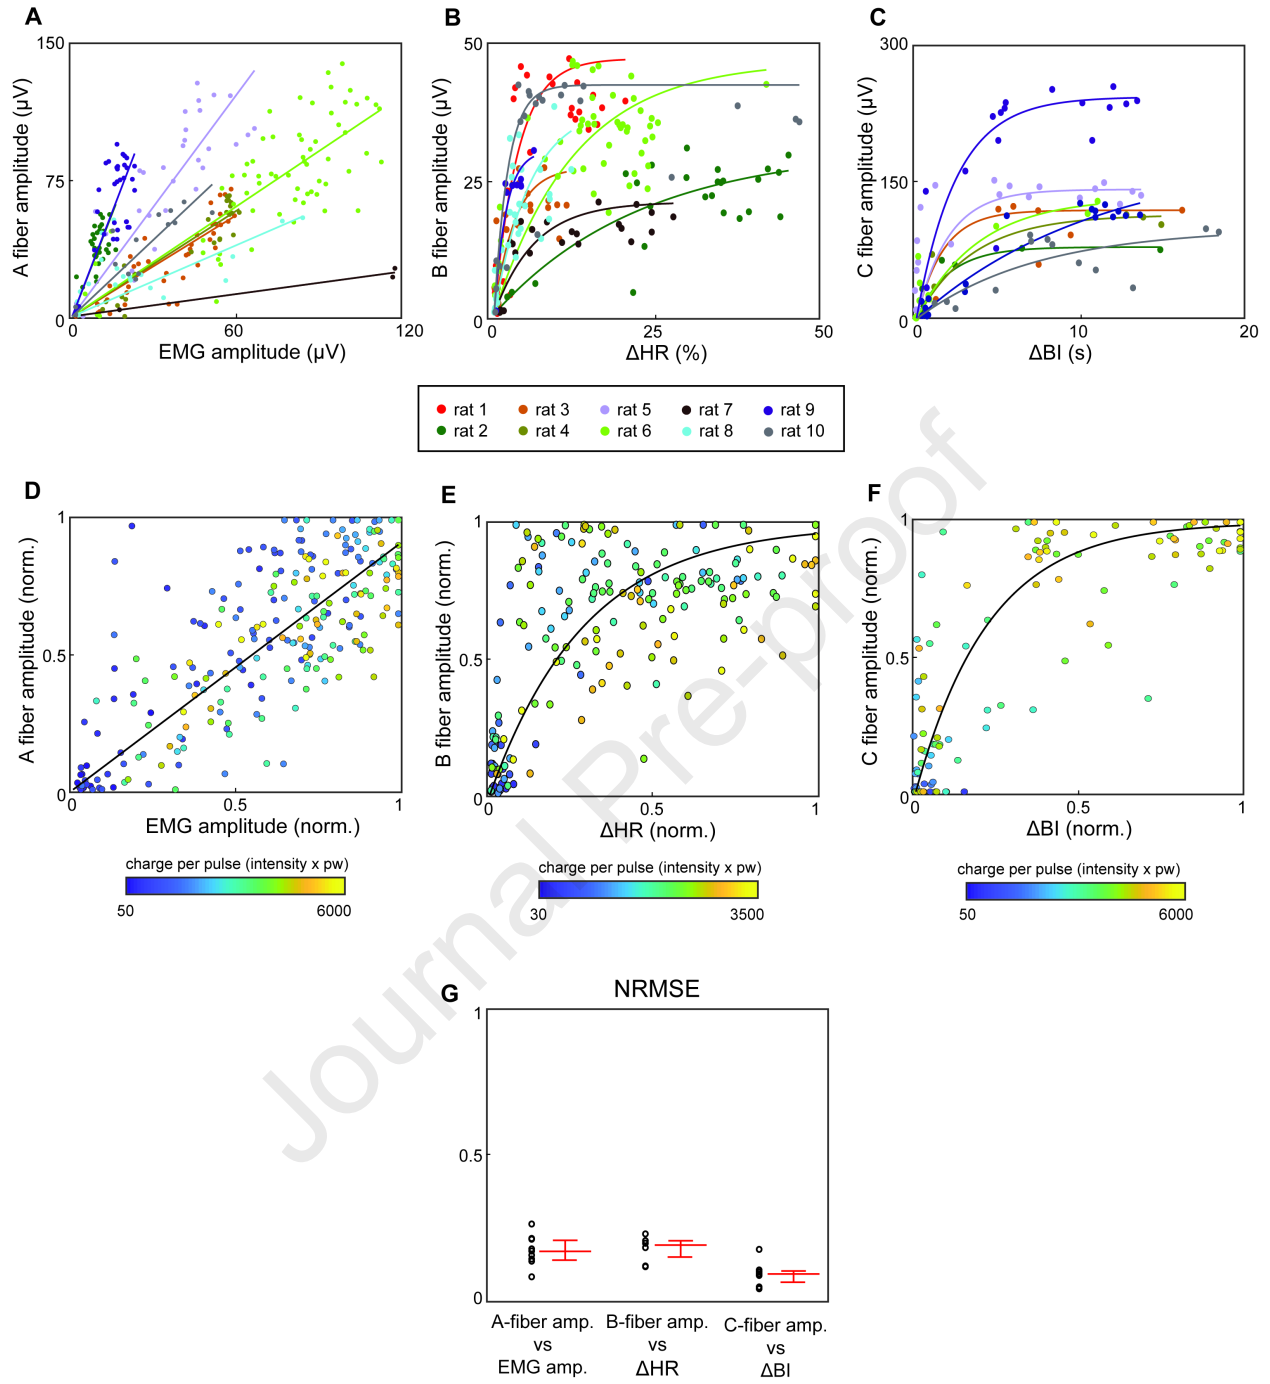 A
B
C
150
75
0
0
60
120
A fiber amplitude (µV)
EMG amplitude (µV)
50
25
0
0
25
50
B fiber amplitude (µV)
ΔHR (%)
300
150
0
0
10
20
C fiber amplitude (µV)
ΔBI (s)
rat 1
rat 3
rat 5
rat 7
rat 9
rat 2
rat 4
rat 6
rat 8
rat 10
D
E
F
1
0.5
0
0
0.5
1
A fiber amplitude (norm.)
EMG amplitude (norm.)
1
0.5
0
0
0.5
1
B fiber amplitude (norm.)
ΔHR (norm.)
1
0.5
0
0
0.5
1
C fiber amplitude (norm.)
ΔBI (norm.)
charge per pulse (intensity x pw)
50
6000
charge per pulse (intensity x pw)
30
3500
charge per pulse (intensity x pw)
50
6000
G
NRMSE
1
0.5
0
A-fiber amp.
vs
EMG amp.
B-fiber amp.
vs
ΔHR
C-fiber amp.
vs
ΔBI
Journal Pre-proof